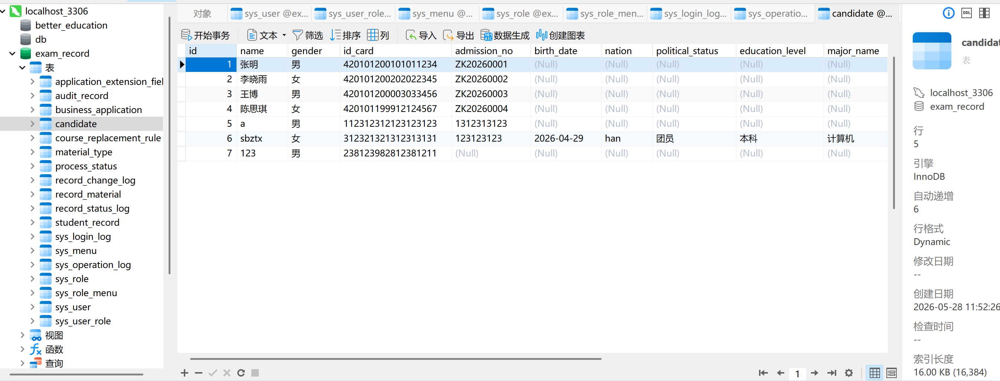 localhost_3306
better_education
db
exam_record
表
application_extension_fiel
audit_record
business_application
candidate
course_replacement_rule
material_type
process_status
record_change_log
record_material
record_status_log
student_record
sys_login_log
sys_menu
sys_operation_log
sys_role
sys_role_menu
sys_user
sys_user_role
视图
函数
查询
对象 sys_user @ex... sys_user_role... sys_menu @... sys_role @ex... sys_role_men... sys_login_log... sys_operatio... candidate @...
开始事务 文本 筛选 排序 列 导入 导出 数据生成 创建图表
id name gender id_card admission_no birth_date nation political_status education_level major_name
1 张明 男 420101200101011234 ZK20260001 (Null) (Null) (Null) (Null) (Null)
2 李晓雨 女 420101200202022345 ZK20260002 (Null) (Null) (Null) (Null) (Null)
3 王博 男 420101200003033456 ZK20260003 (Null) (Null) (Null) (Null) (Null)
4 陈思琪 女 420101199912124567 ZK20260004 (Null) (Null) (Null) (Null) (Null)
5 a 男 112312312123123123 1312313123 (Null) (Null) (Null) (Null) (Null)
6 sbztx 女 312321321312313131 123123123 2026-04-29 han 团员 本科 计算机
7 123 男 238123982812381211 (Null) (Null) (Null) (Null) (Null) (Null)
1
DDL
candidat
表
localhost_3306
exam_record
行
5
引擎
InnoDB
自动递增
6
行格式
Dynamic
修改日期
--
创建日期
2026-05-28 11:52:26
检查时间
--
索引长度
16.00 KB (16,384)